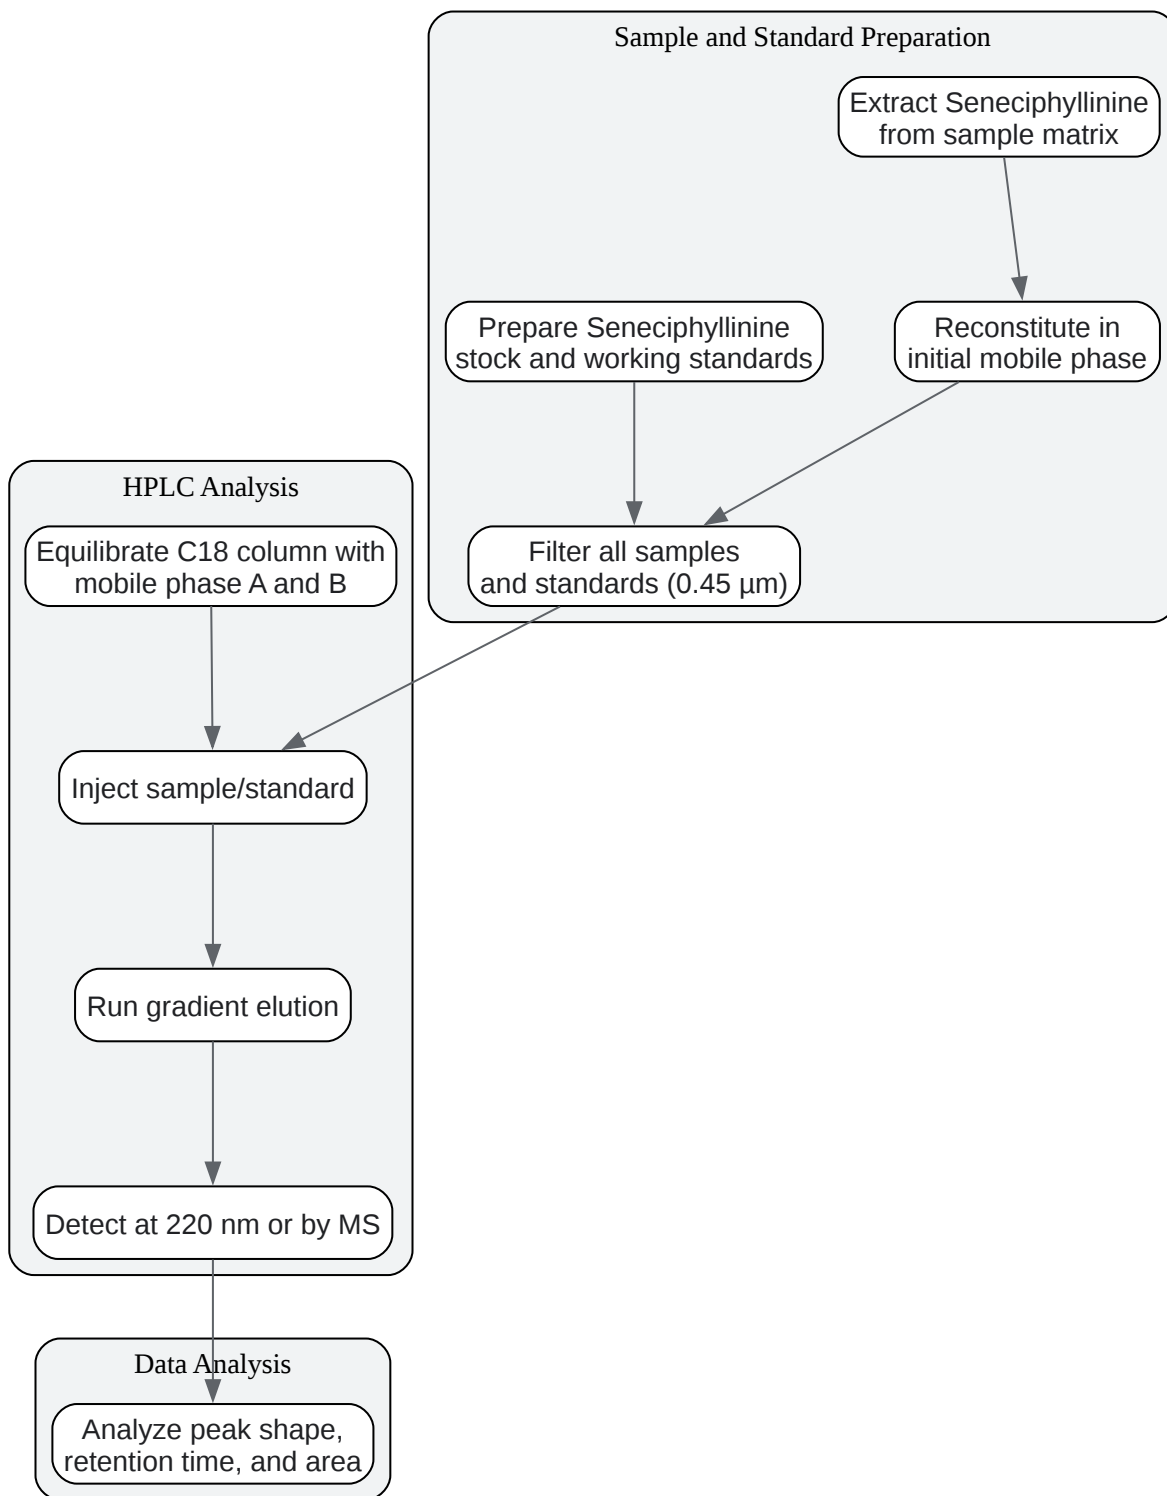 Sample and Standard Preparation
Extract Seneciphyllinine
from sample matrix
Prepare Seneciphyllinine
stock and working standards
Reconstitute in
initial mobile phase
Filter all samples
and standards (0.45 µm)
HPLC Analysis
Equilibrate C18 column with
mobile phase A and B
Inject sample/standard
Run gradient elution
Detect at 220 nm or by MS
Data Analysis
Analyze peak shape,
retention time, and area